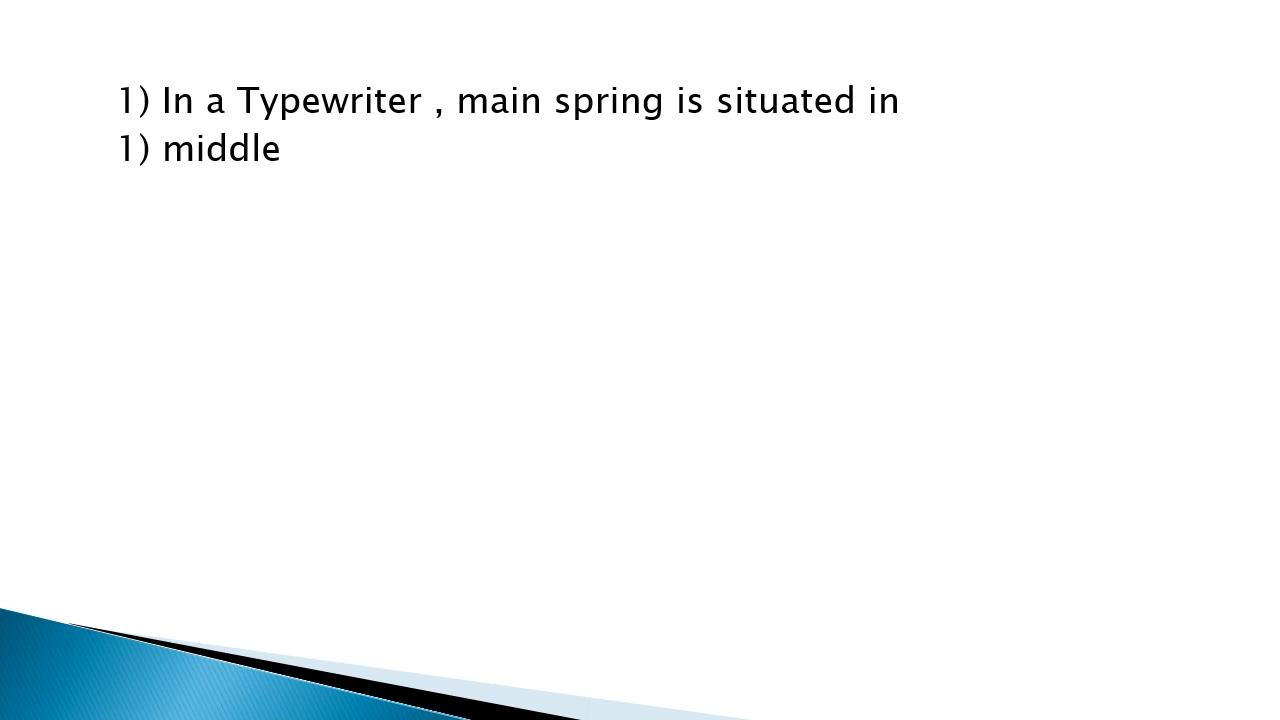 1) In a Typewriter , main spring is situated in
1) middle